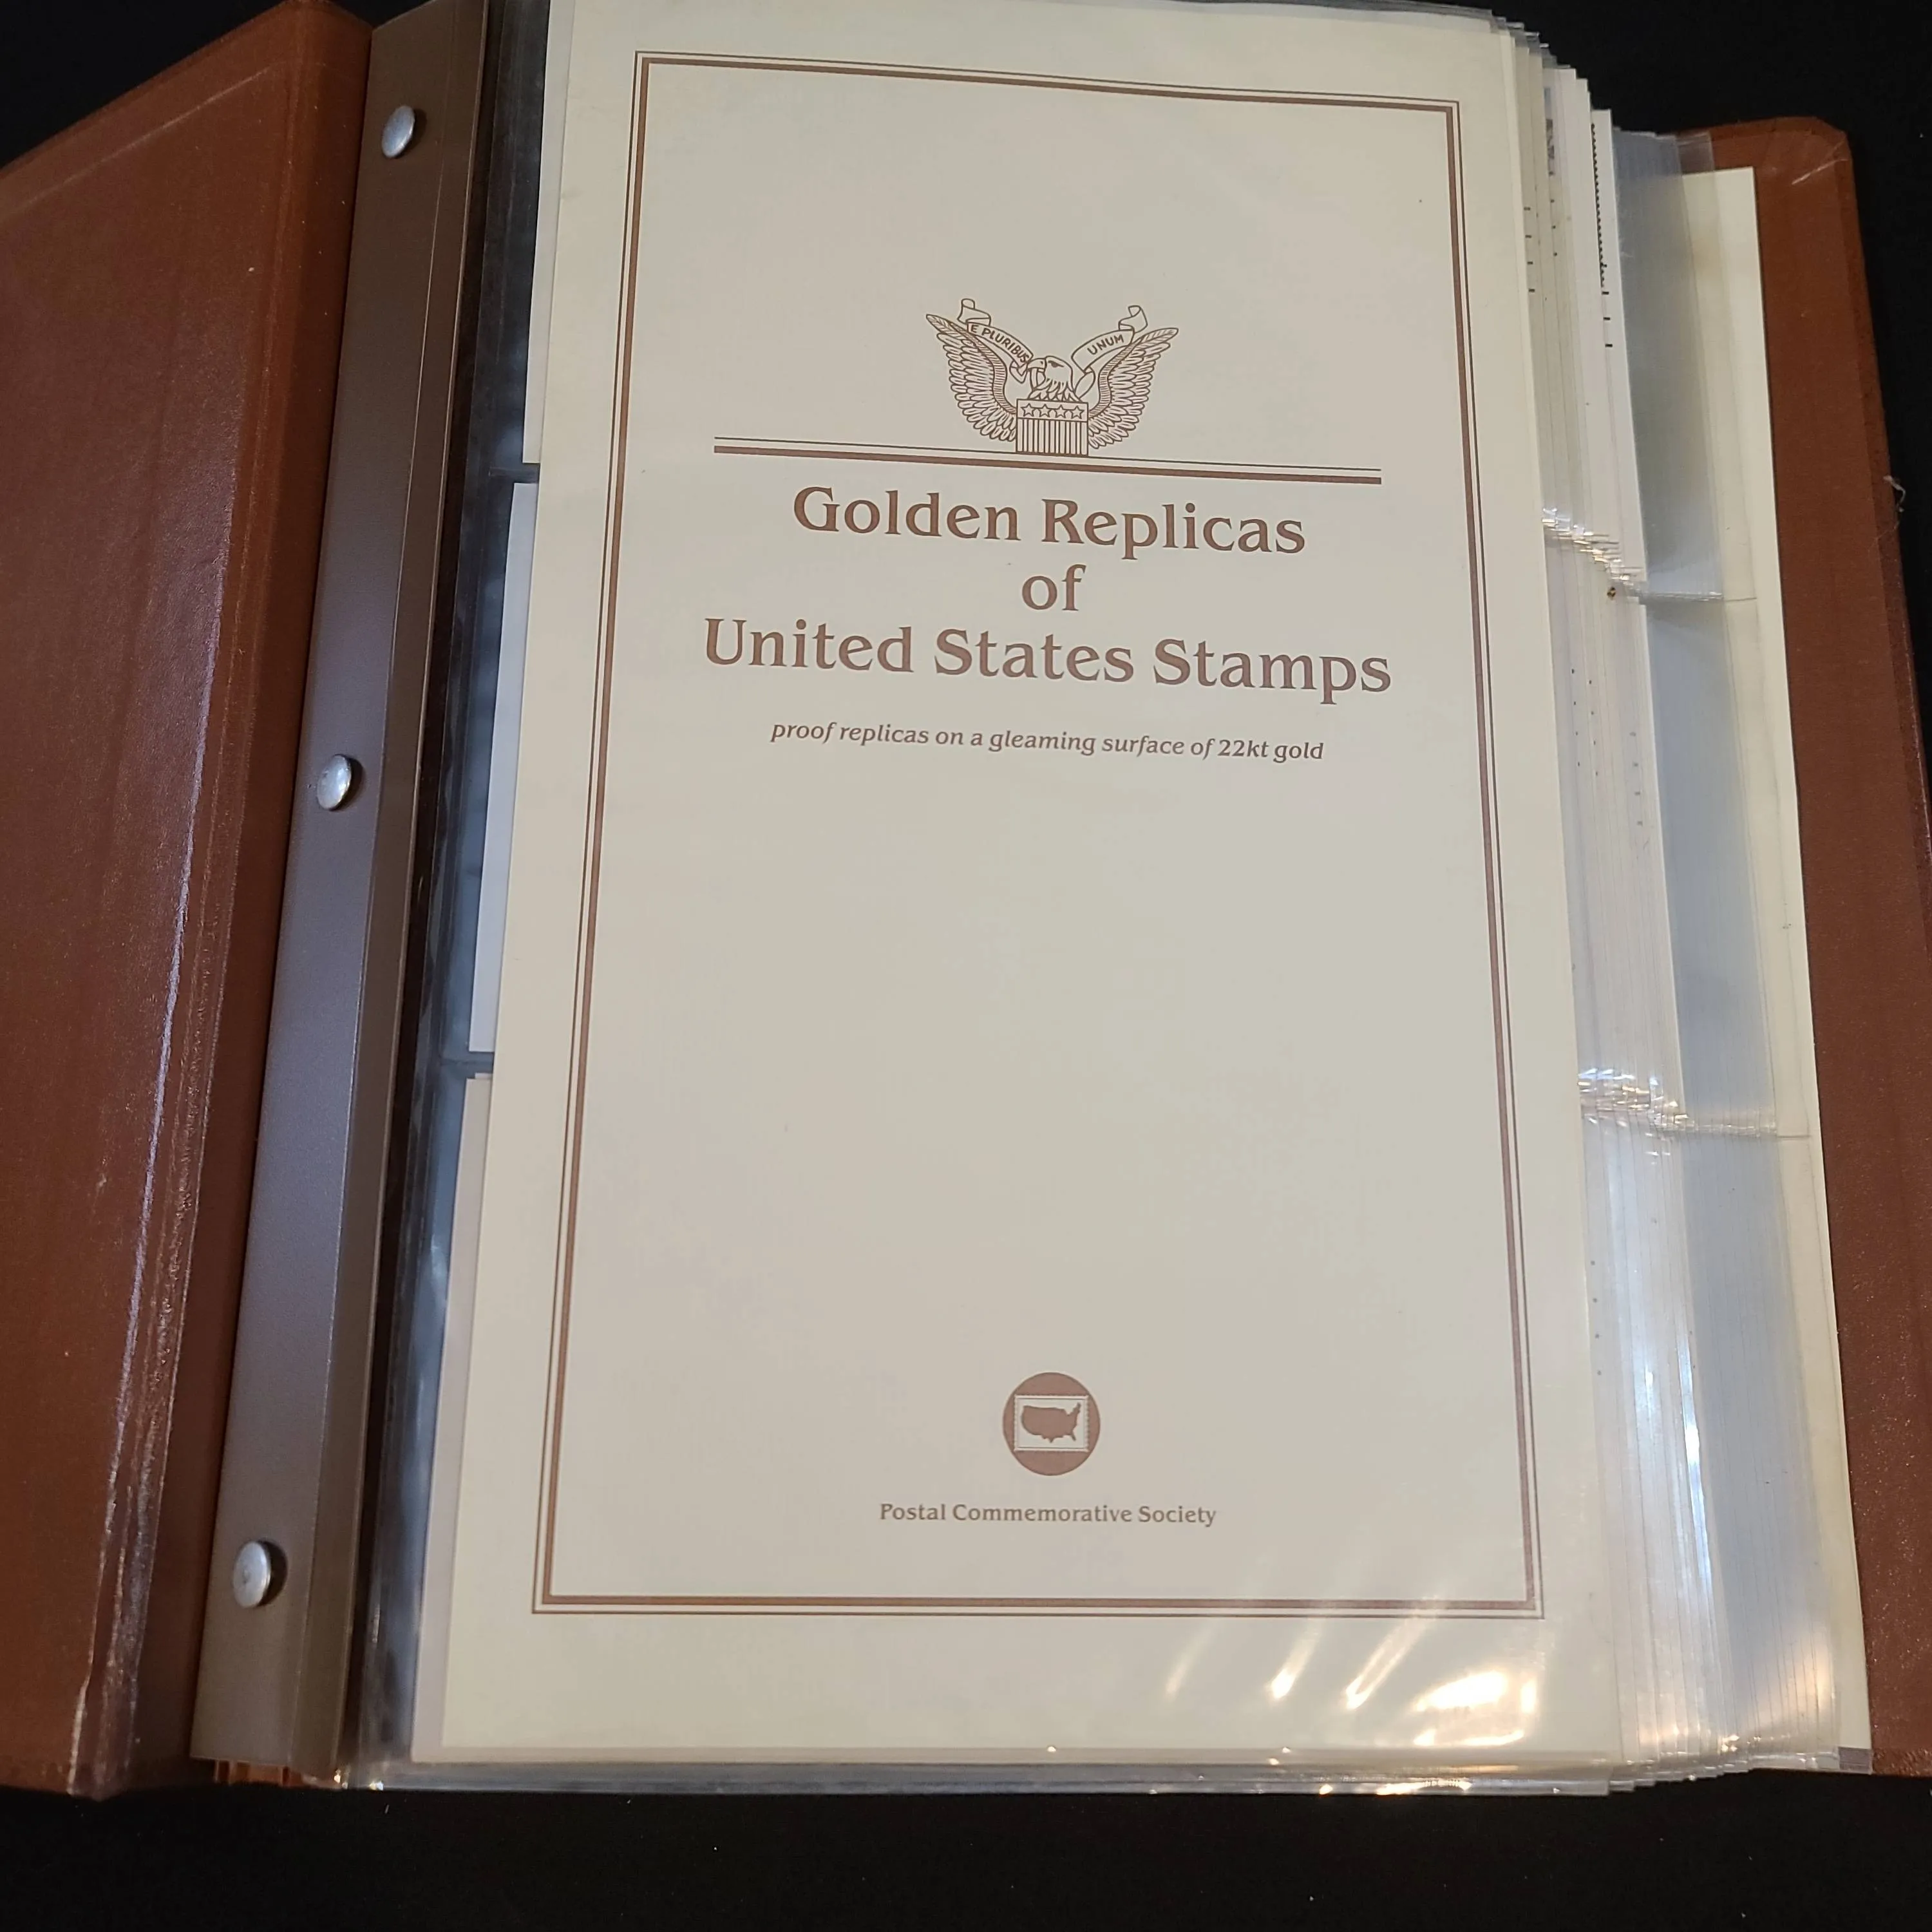 E PLURIBUS UNUM
Golden Replicas
of
United States Stamps
proof replicas on a gleaming surface of 22kt gold
Postal Commemorative Society